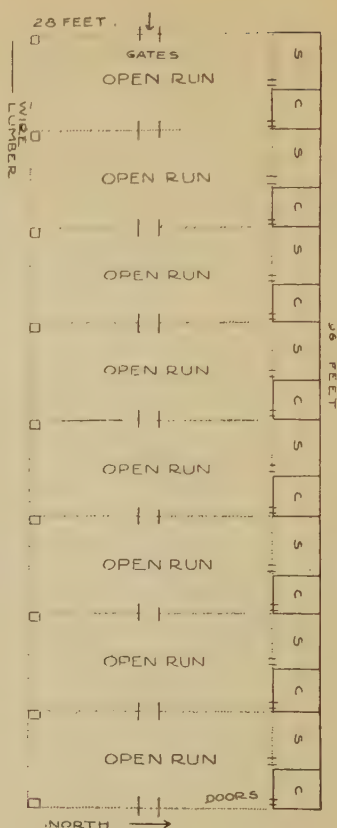 28 FEET.
GATES
OPEN RUN
S
C
WIRE
LUMBER
OPEN RUN
S
C
OPEN RUN
S
C
OPEN RUN
S
C
FEET
OPEN RUN
S
C
OPEN RUN
S
C
OPEN RUN
S
C
OPEN RUN
S
C
DOORS
NORTH